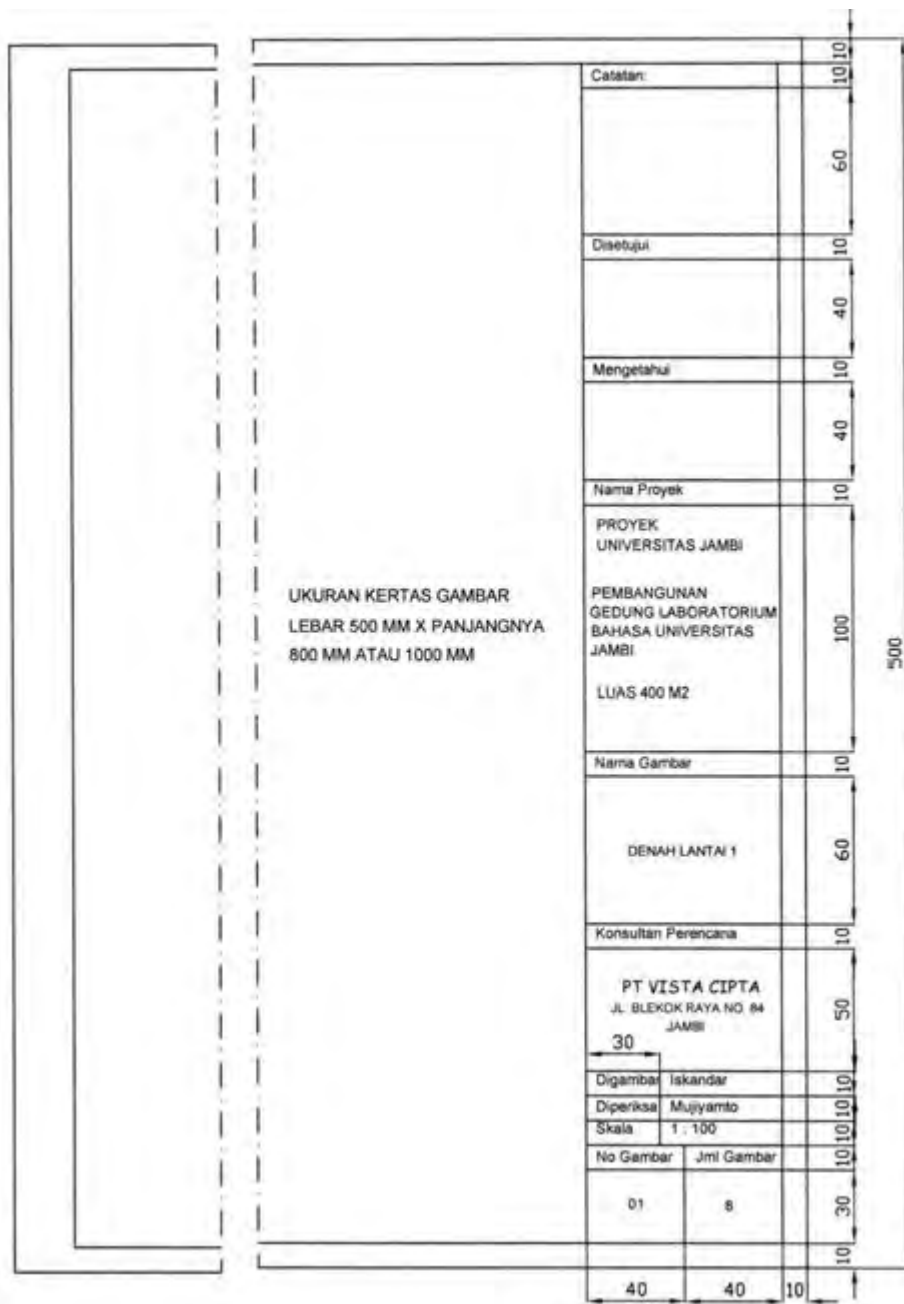 Catatan:
Disetujui
Mengetahui
Nama Proyek
PROYEK
UNIVERSITAS JAMBI
PEMBANGUNAN
GEDUNG LABORATORIUM
BAHASA UNIVERSITAS
JAMBI
LUAS 400 M2
UKURAN KERTAS GAMBAR
LEBAR 500 MM X PANJANGNYA
800 MM ATAU 1000 MM
Nama Gambar
DENAH LANTAI 1
Konsultan Perencana
PT VISTA CIPTA
JL. BLEKOK RAYA NO. 84
JAMBI
30
Digambar Iskandar
Diperiksa Mujiyamto
Skala 1 : 100
No Gambar Jml Gambar
01 8
40 40 10
10
10
60
10
40
10
40
10
100
10
60
10
50
10
10
10
10
30
10
500